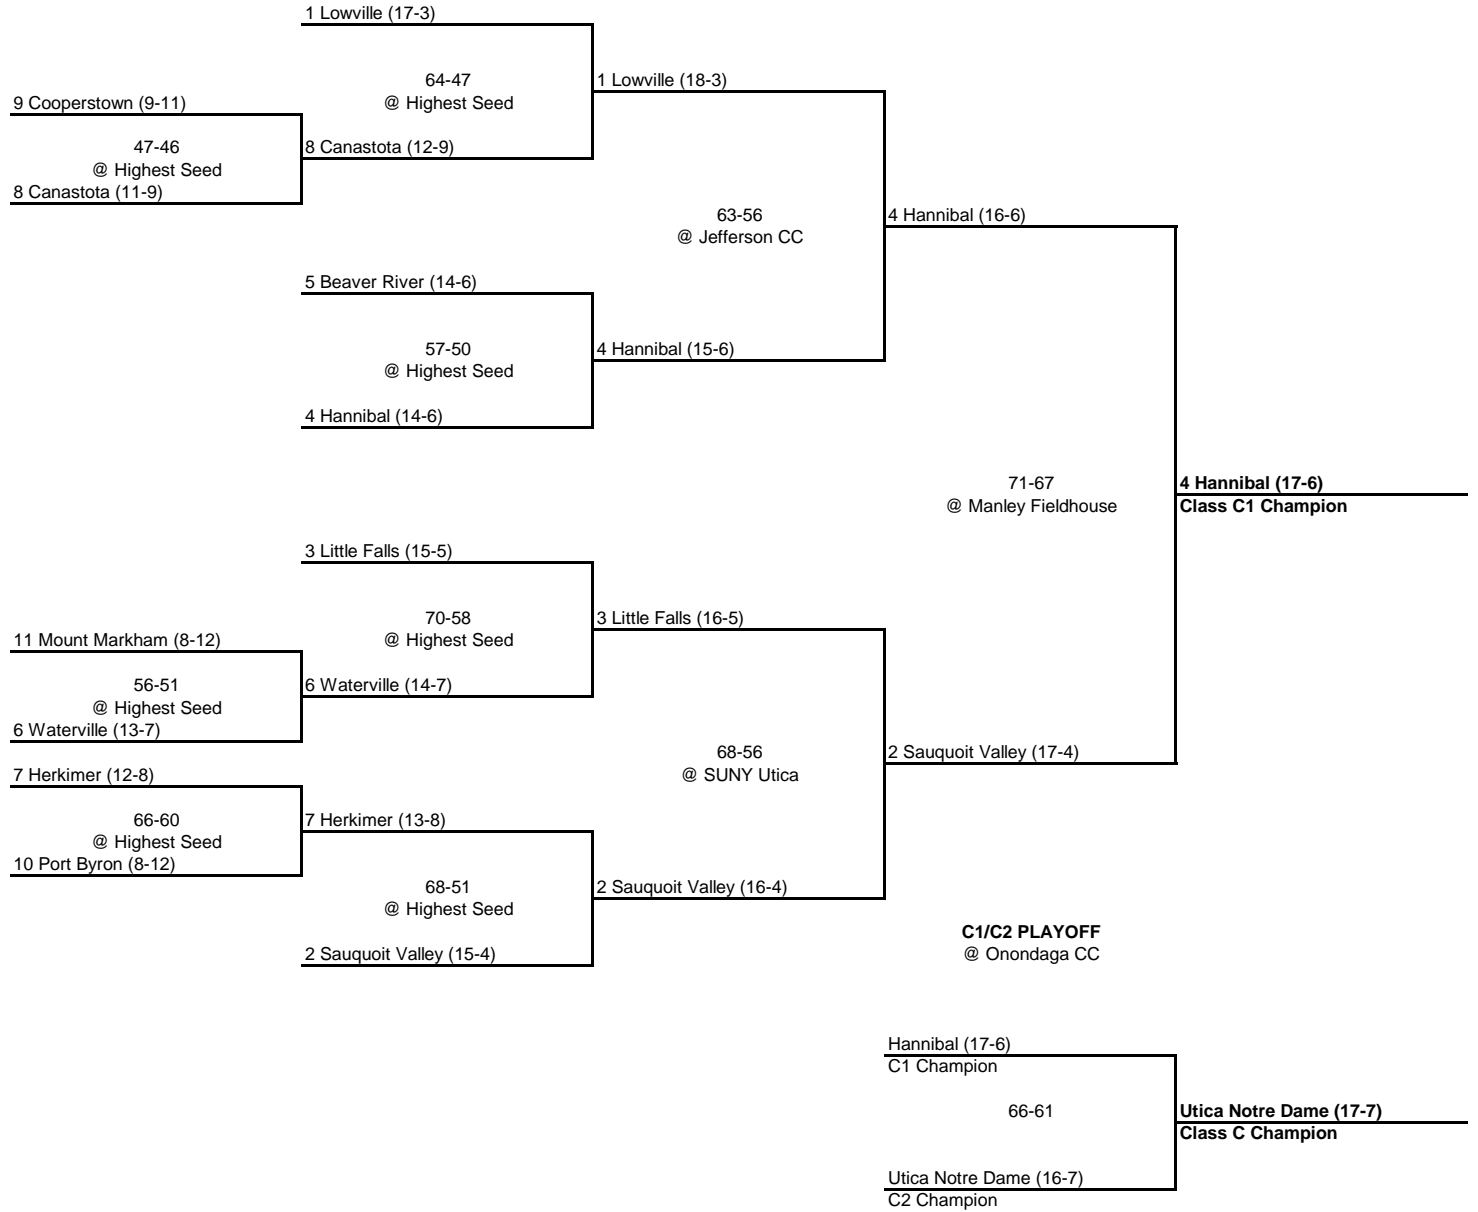 1 Lowville (17-3)
64-47
@ Highest Seed
1 Lowville (18-3)
9 Cooperstown (9-11)
47-46
@ Highest Seed
8 Canastota (12-9)
8 Canastota (11-9)
63-56
@ Jefferson CC
4 Hannibal (16-6)
5 Beaver River (14-6)
57-50
@ Highest Seed
4 Hannibal (15-6)
4 Hannibal (14-6)
71-67
@ Manley Fieldhouse
4 Hannibal (17-6)
Class C1 Champion
3 Little Falls (15-5)
70-58
@ Highest Seed
3 Little Falls (16-5)
11 Mount Markham (8-12)
56-51
@ Highest Seed
6 Waterville (14-7)
6 Waterville (13-7)
68-56
@ SUNY Utica
2 Sauquoit Valley (17-4)
7 Herkimer (12-8)
66-60
@ Highest Seed
7 Herkimer (13-8)
10 Port Byron (8-12)
68-51
@ Highest Seed
2 Sauquoit Valley (16-4)
2 Sauquoit Valley (15-4)
C1/C2 PLAYOFF
@ Onondaga CC
Hannibal (17-6)
C1 Champion
66-61
Utica Notre Dame (17-7)
Class C Champion
Utica Notre Dame (16-7)
C2 Champion